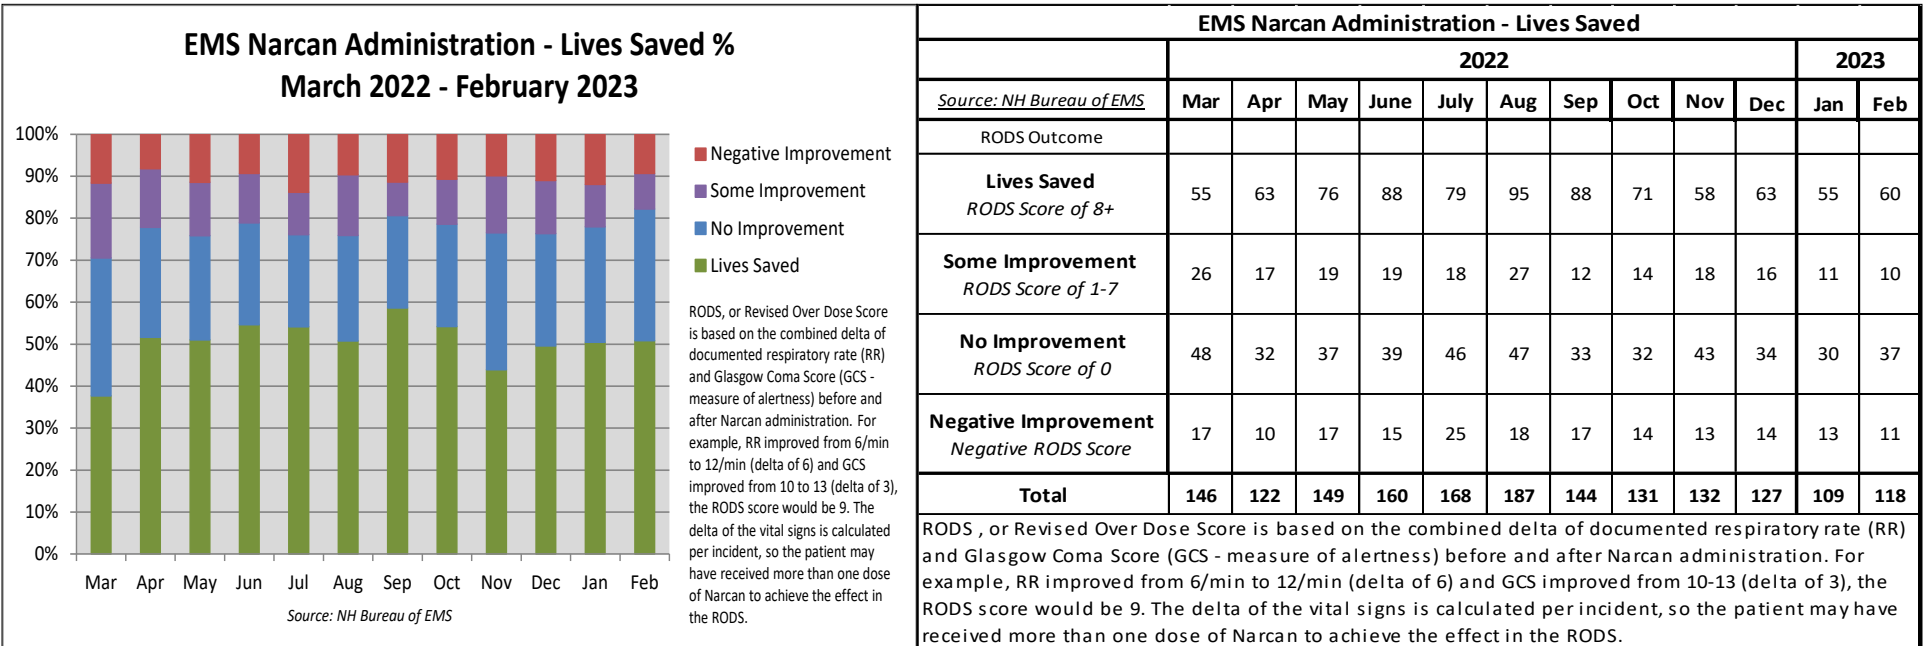 EMS Narcan Administration - Lives Saved %
March 2022 - February 2023
100%
90%
80%
70%
60%
50%
40%
30%
20%
10%
0%
Mar Apr May Jun Jul Aug Sep Oct Nov Dec Jan Feb
Source: NH Bureau of EMS
Negative Improvement
Some Improvement
No Improvement
Lives Saved
RODS, or Revised Over Dose Score
is based on the combined delta of
documented respiratory rate (RR)
and Glasgow Coma Score (GCS -
measure of alertness) before and
after Narcan administration. For
example, RR improved from 6/min
to 12/min (delta of 6) and GCS
improved from 10 to 13 (delta of 3),
the RODS score would be 9. The
delta of the vital signs is calculated
per incident, so the patient may
have received more than one dose
of Narcan to achieve the effect in
the RODS.
EMS Narcan Administration - Lives Saved
2022 2023
Source: NH Bureau of EMS Mar Apr May June July Aug Sep Oct Nov Dec Jan Feb
RODS Outcome
Lives Saved
RODS Score of 8+
55 63 76 88 79 95 88 71 58 63 55 60
Some Improvement
RODS Score of 1-7
26 17 19 19 18 27 12 14 18 16 11 10
No Improvement
RODS Score of 0
48 32 37 39 46 47 33 32 43 34 30 37
Negative Improvement
Negative RODS Score
17 10 17 15 25 18 17 14 13 14 13 11
Total 146 122 149 160 168 187 144 131 132 127 109 118
RODS , or Revised Over Dose Score is based on the combined delta of documented respiratory rate (RR)
and Glasgow Coma Score (GCS - measure of alertness) before and after Narcan administration. For
example, RR improved from 6/min to 12/min (delta of 6) and GCS improved from 10-13 (delta of 3), the
RODS score would be 9. The delta of the vital signs is calculated per incident, so the patient may have
received more than one dose of Narcan to achieve the effect in the RODS.